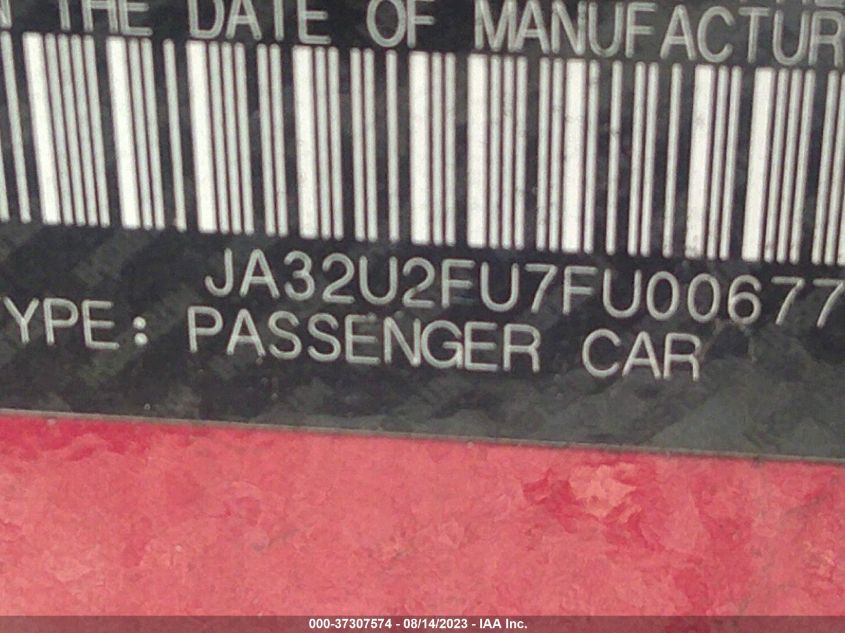 THE DATE OF MANUFACTUR
JA32U2FU7FU00677
YPE: PASSENGER CAR
000-37307574 - 08/14/2023 - IAA Inc.